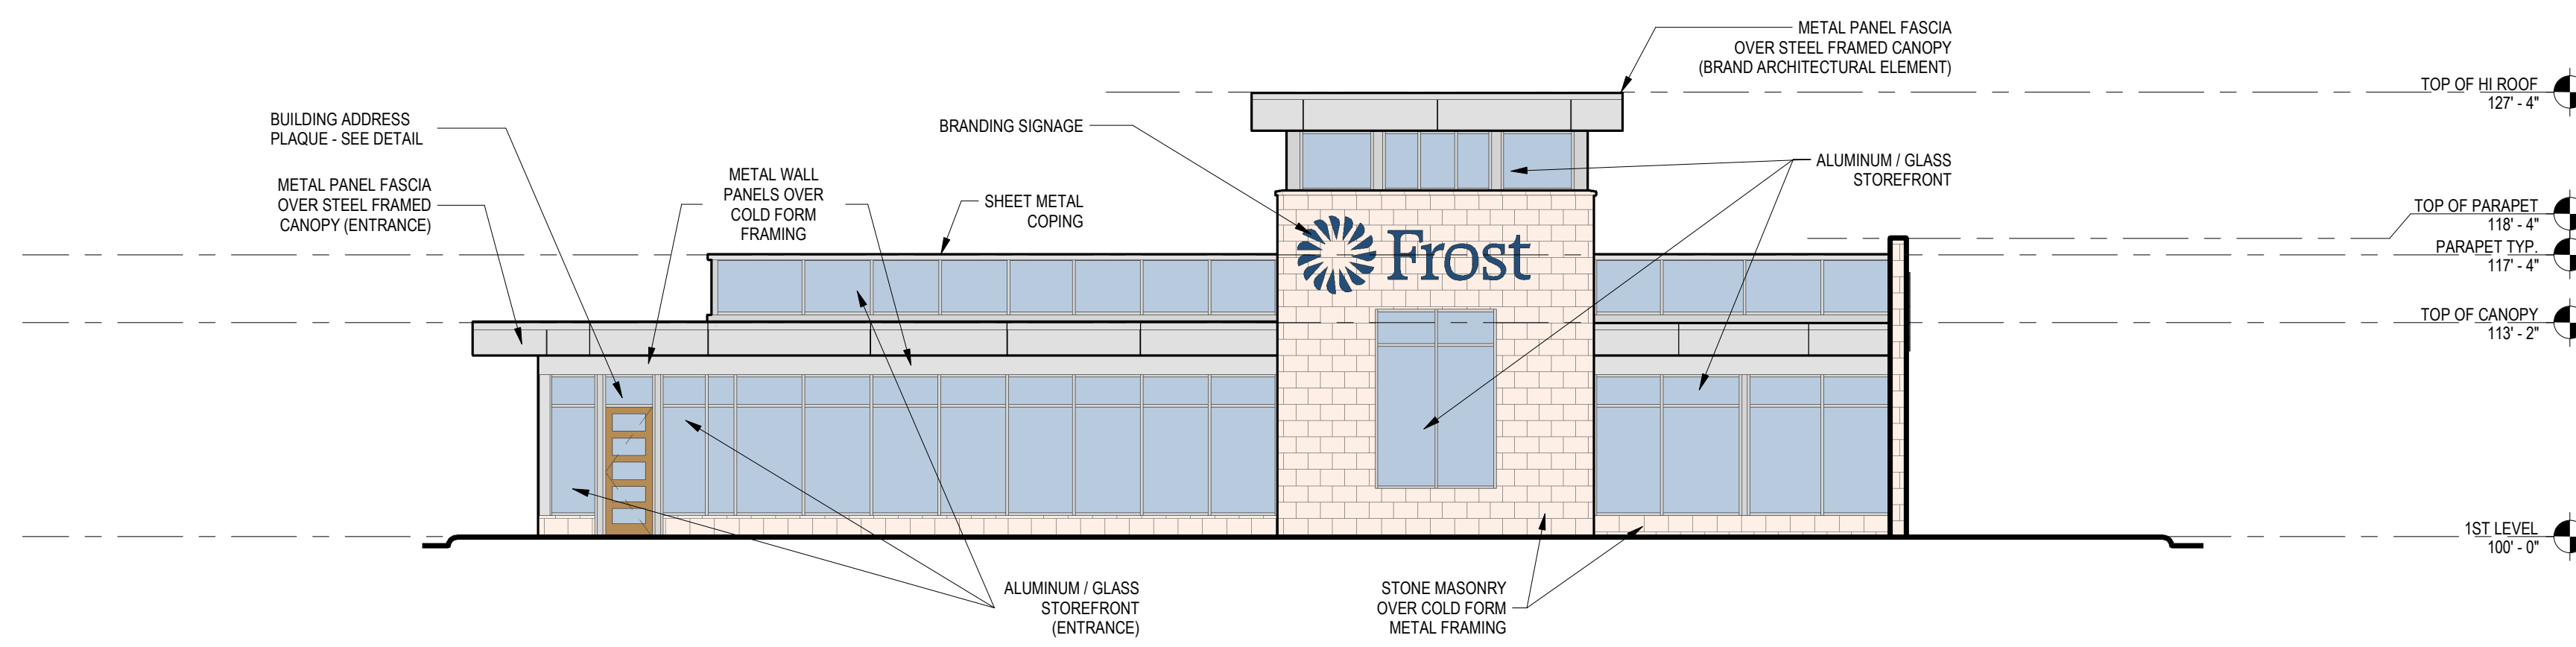 METAL PANEL FASCIA
OVER STEEL FRAMED CANOPY
(BRAND ARCHITECTURAL ELEMENT)
TOP OF HI ROOF
127' - 4"
BUILDING ADDRESS
PLAQUE - SEE DETAIL
BRANDING SIGNAGE
METAL PANEL FASCIA
OVER STEEL FRAMED
CANOPY (ENTRANCE)
METAL WALL
PANELS OVER
COLD FORM
FRAMING
SHEET METAL
COPING
ALUMINUM / GLASS
STOREFRONT
TOP OF PARAPET
118' - 4"
PARAPET TYP.
117' - 4"
Frost
TOP OF CANOPY
113' - 2"
1ST LEVEL
100' - 0"
ALUMINUM / GLASS
STOREFRONT
(ENTRANCE)
STONE MASONRY
OVER COLD FORM
METAL FRAMING